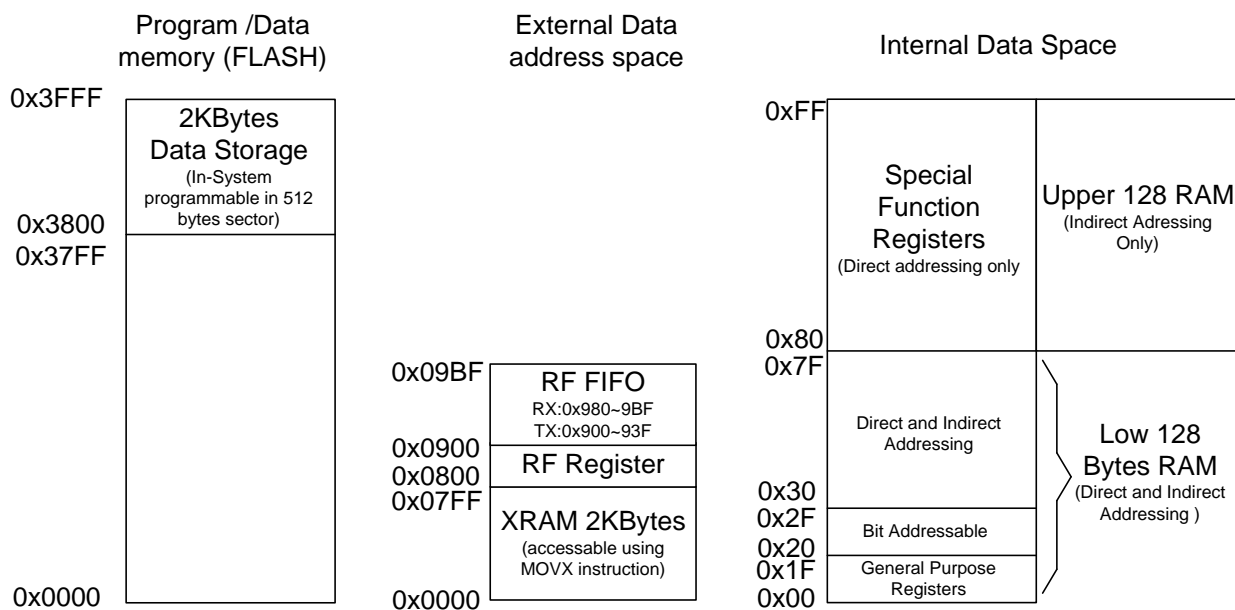 Program /Data
memory (FLASH)
0x3FFF
2KBytes
Data Storage
(In-System
programmable in 512
bytes sector)
0x3800
0x37FF
0x0000
External Data
address space
0x09BF
RF FIFO
RX:0x980~9BF
TX:0x900~93F
0x0900
RF Register
0x0800
0x07FF
XRAM 2KBytes
(accessable using
MOVX instruction)
0x0000
Internal Data Space
0xFF
Special
Function
Registers
(Direct addressing only
Upper 128 RAM
(Indirect Adressing
Only)
0x80
0x7F
Direct and Indirect
Addressing
Low 128
Bytes RAM
(Direct and Indirect
Addressing )
0x30
0x2F
Bit Addressable
0x20
0x1F
General Purpose
Registers
0x00